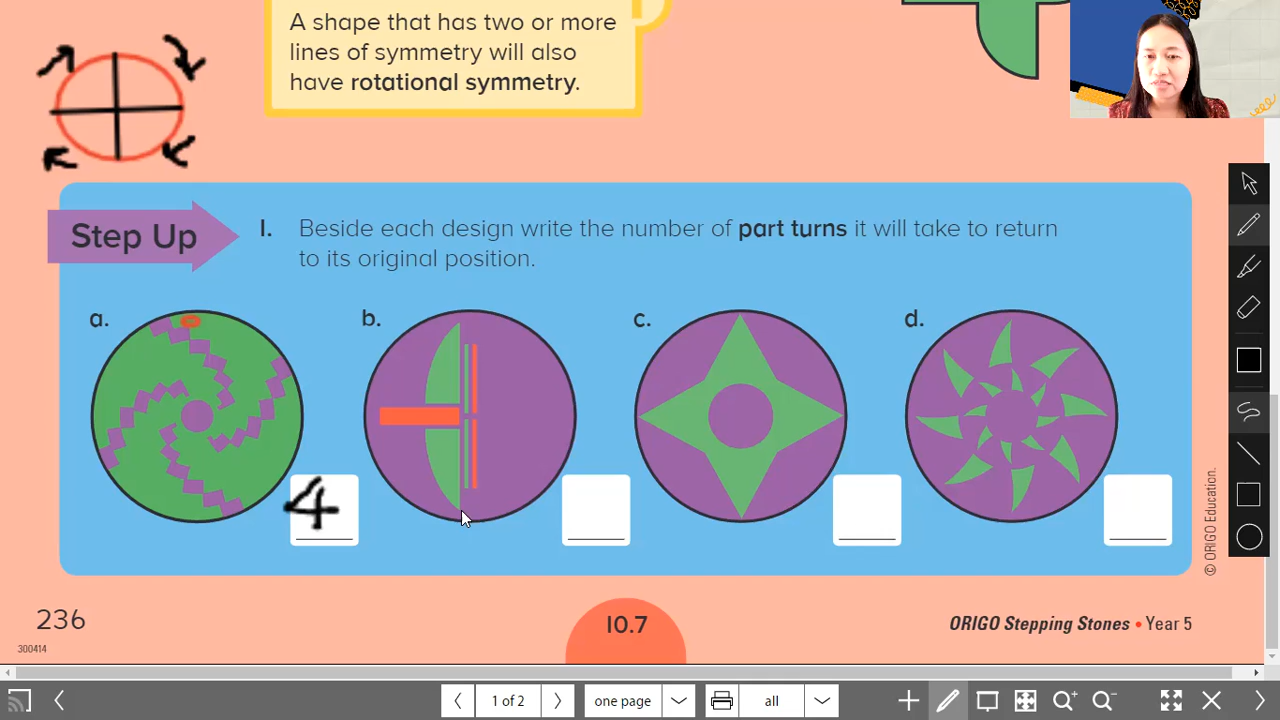 A shape that has two or more
lines of symmetry will also
have rotational symmetry.
Step Up
1. Beside each design write the number of part turns it will take to return
to its original position.
a.
b.
c.
d.
4
© ORIGO Education.
236
10.7
ORIGO Stepping Stones • Year 5
300414
1 of 2
one page
all